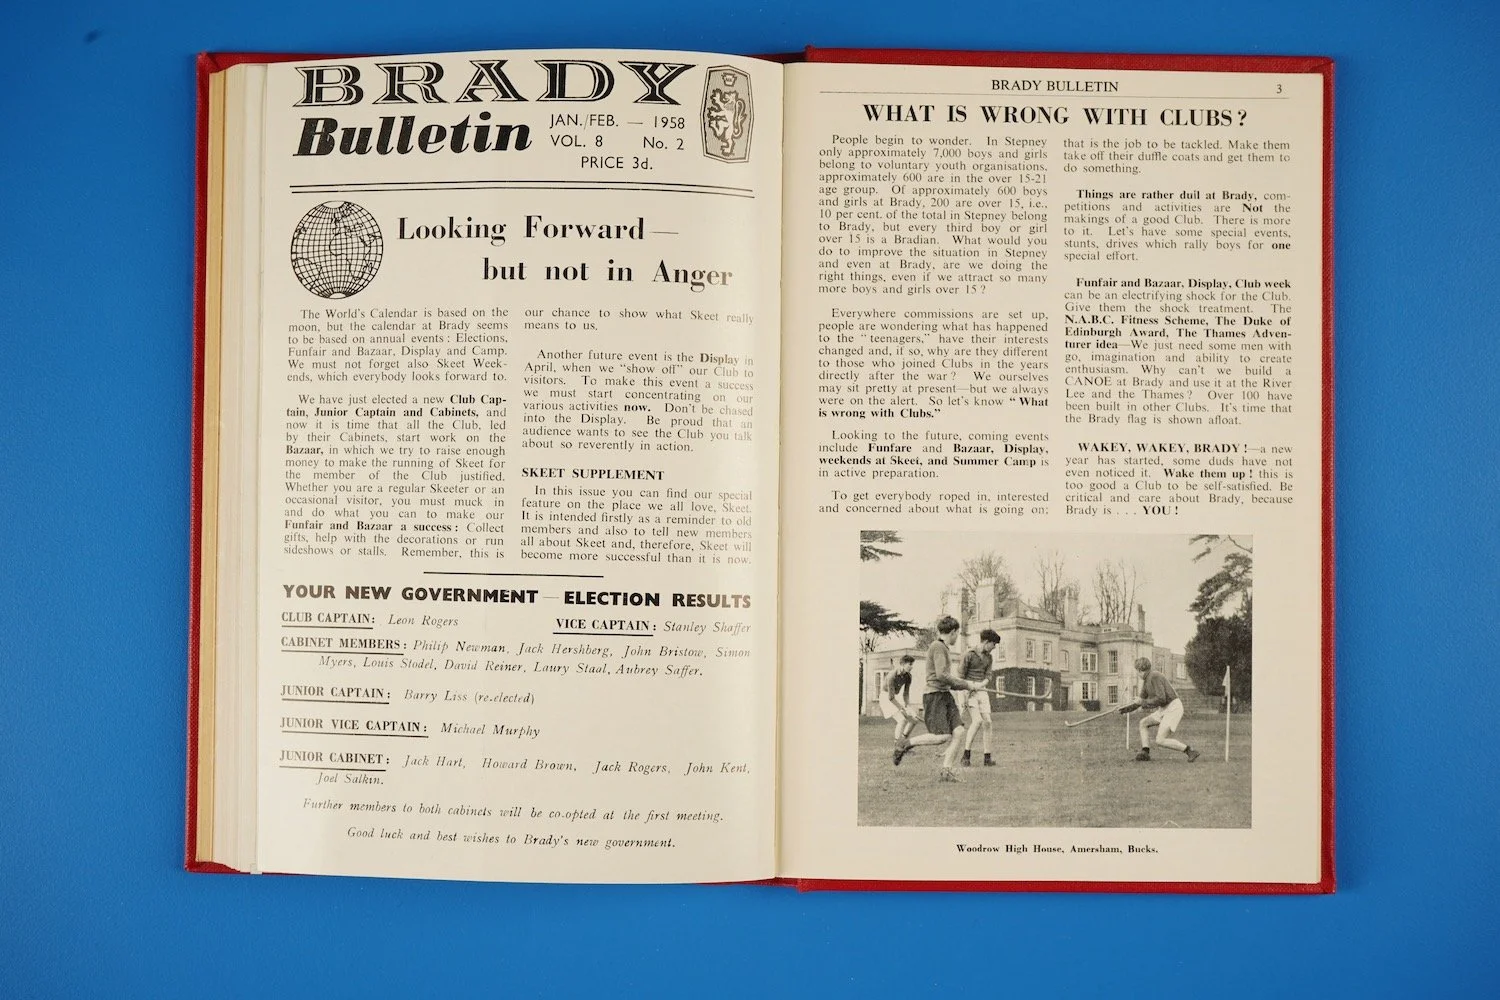 BRADY
Bulletin
JAN./FEB. — 1958
VOL. 8 No. 2
PRICE 3d.
Looking Forward—
but not in Anger
The World's Calendar is based on the
moon, but the calendar at Brady seems
to be based on annual events : Elections,
Funfair and Bazaar, Display and Camp.
We must not forget also Skeet Week-
ends, which everybody looks forward to.
We have just elected a new Club Cap-
tain, Junior Captain and Cabinets, and
now it is time that all the Club, led
by their Cabinets, start work on the
Bazaar, in which we try to raise enough
money to make the running of Skeet for
the member of the Club justified.
Whether you are a regular Skeeter or an
occasional visitor, you must muck in
and do what you can to make our
Funfair and Bazaar a success : Collect
gifts, help with the decorations or run
sideshows or stalls. Remember, this is
our chance to show what Skeet really
means to us.
Another future event is the Display in
April, when we "show off" our Club to
visitors. To make this event a success
we must start concentrating on our
various activities now. Don't be chased
into the Display. Be proud that an
audience wants to see the Club you talk
about so reverently in action.
SKEET SUPPLEMENT
In this issue you can find our special
feature on the place we all love, Skeet.
It is intended firstly as a reminder to old
members and also to tell new members
all about Skeet and, therefore, Skeet will
become more successful than it is now.
YOUR NEW GOVERNMENT — ELECTION RESULTS
CLUB CAPTAIN: Leon Rogers VICE CAPTAIN: Stanley Shaffer
CABINET MEMBERS: Philip Newman, Jack Hershberg, John Bristow, Simon
Myers, Louis Stodel, David Reiner, Laury Staal, Aubrey Saffer.
JUNIOR CAPTAIN: Barry Liss (re-elected)
JUNIOR VICE CAPTAIN: Michael Murphy
JUNIOR CABINET: Jack Hart, Howard Brown, Jack Rogers, John Kent,
Joel Salkin.
Further members to both cabinets will be co-opted at the first meeting.
Good luck and best wishes to Brady's new government.
BRADY BULLETIN 3
WHAT IS WRONG WITH CLUBS?
People begin to wonder. In Stepney
only approximately 7,000 boys and girls
belong to voluntary youth organisations,
approximately 600 are in the over 15-21
age group. Of approximately 600 boys
and girls at Brady, 200 are over 15, i.e.,
10 per cent. of the total in Stepney belong
to Brady, but every third boy or girl
over 15 is a Bradian. What would you
do to improve the situation in Stepney
and even at Brady, are we doing the
right things, even if we attract so many
more boys and girls over 15 ?
Everywhere commissions are set up,
people are wondering what has happened
to the "teenagers," have their interests
changed and, if so, why are they different
to those who joined Clubs in the years
directly after the war ? We ourselves
may sit pretty at present—but we always
were on the alert. So let's know "What
is wrong with Clubs."
Looking to the future, coming events
include Funfare and Bazaar, Display,
weekends at Skeet, and Summer Camp is
in active preparation.
To get everybody roped in, interested
and concerned about what is going on;
that is the job to be tackled. Make them
take off their duffle coats and get them to
do something.
Things are rather dull at Brady, com-
petitions and activities are Not the
makings of a good Club. There is more
to it. Let's have some special events,
stunts, drives which rally boys for one
special effort.
Funfair and Bazaar, Display, Club week
can be an electrifying shock for the Club.
Give them the shock treatment. The
N.A.B.C. Fitness Scheme, The Duke of
Edinburgh Award, The Thames Adven-
turer idea—We just need some men with
go, imagination and ability to create
enthusiasm. Why can't we build a
CANOE at Brady and use it at the River
Lee and the Thames ? Over 100 have
been built in other Clubs. It's time that
the Brady flag is shown afloat.
WAKEY, WAKEY, BRADY !—a new
year has started, some duds have not
even noticed it. Wake them up ! this is
too good a Club to be self-satisfied. Be
critical and care about Brady, because
Brady is . . . YOU !
Woodrow High House, Amersham, Bucks.